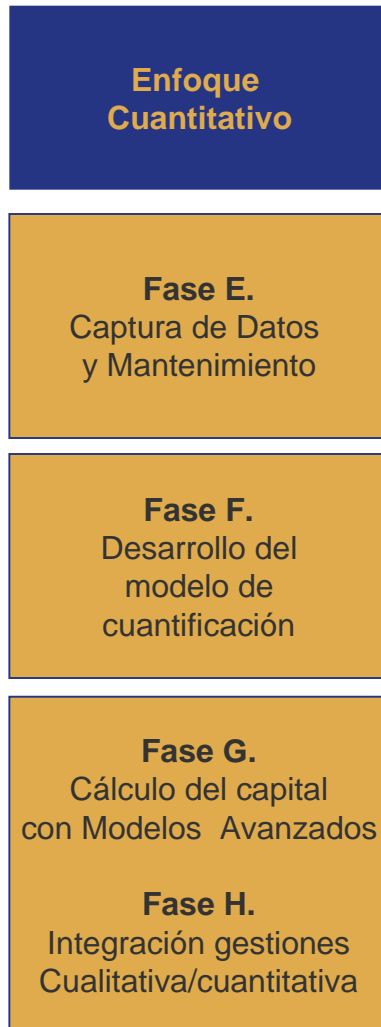 Enfoque
Cuantitativo
Fase E.
Captura de Datos
y Mantenimiento
Fase F.
Desarrollo del
modelo de
cuantificación
Fase G.
Cálculo del capital
con Modelos Avanzados
Fase H.
Integración gestiones
Cualitativa/cuantitativa